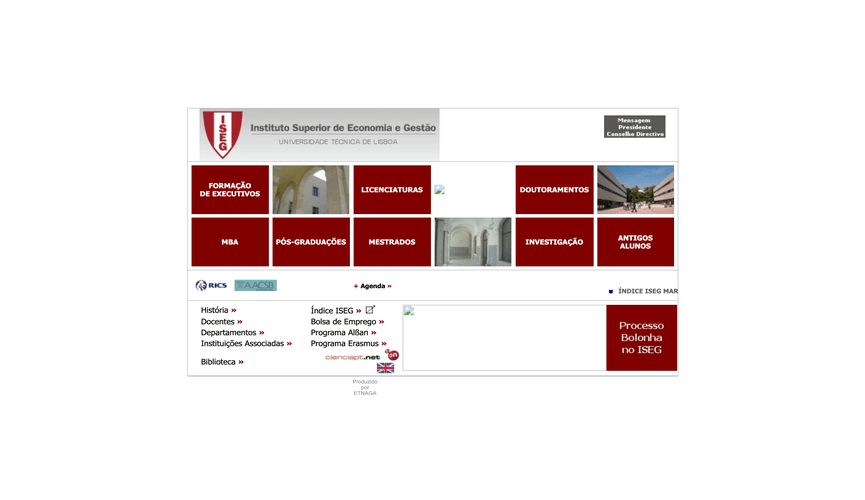 ISEG
Instituto Superior de Economia e Gestão
UNIVERSIDADE TÉCNICA DE LISBOA
Mensagem
Presidente
Conselho Directivo
FORMAÇÃO
DE EXECUTIVOS
LICENCIATURAS
DOUTORAMENTOS
MBA
PÓS-GRADUAÇÕES
MESTRADOS
INVESTIGAÇÃO
ANTIGOS
ALUNOS
RICS
AACSB
Agenda »
ÍNDICE ISEG MAR
História »
Docentes »
Departamentos »
Instituições Associadas »
Biblioteca »
Índice ISEG »
Bolsa de Emprego »
Programa Alßan »
Programa Erasmus »
cienciapt.net
Processo
Bolonha
no ISEG
Produzido
por
ETNAGA